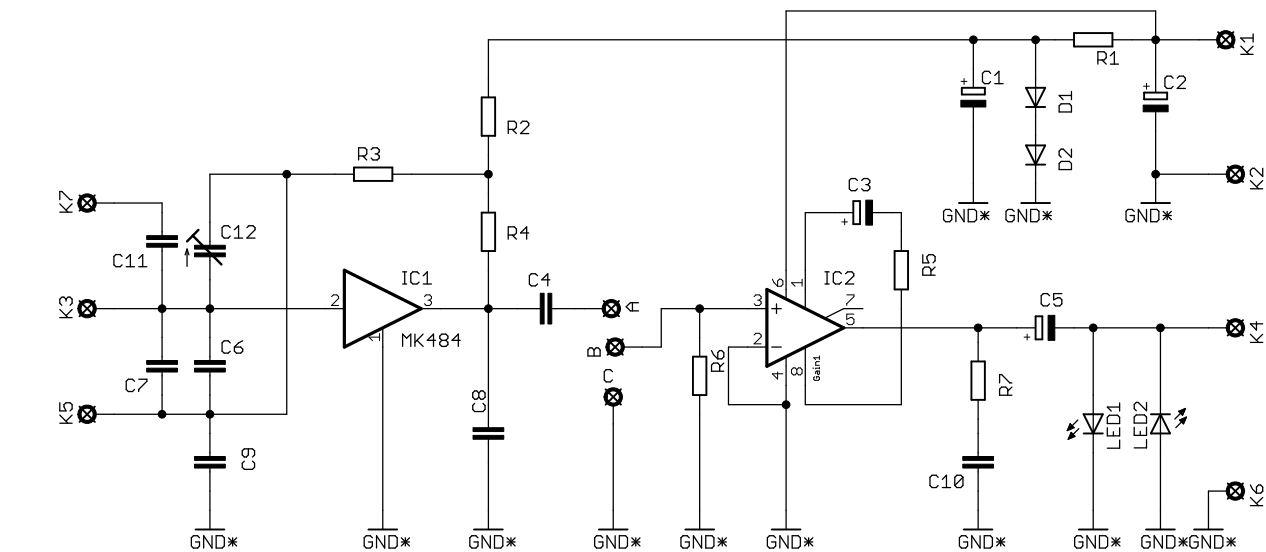 K1
R1
C1
C2
+
+
D1
R2
D2
R3
K2
K7
C3
GND*
GND*
GND*
C12
R4
+
C11
R5
IC1
C4
6
1
IC2
K3
2
3
A
3
+
7
C5
5
K4
1
MK484
B
2
-
+
C6
R6
4
8
Gain1
C7
C
R7
K5
C8
LED1
LED2
C9
C10
K6
GND*
GND*
GND*
GND*
GND*
GND*
GND*
GND*
GND*
GND*